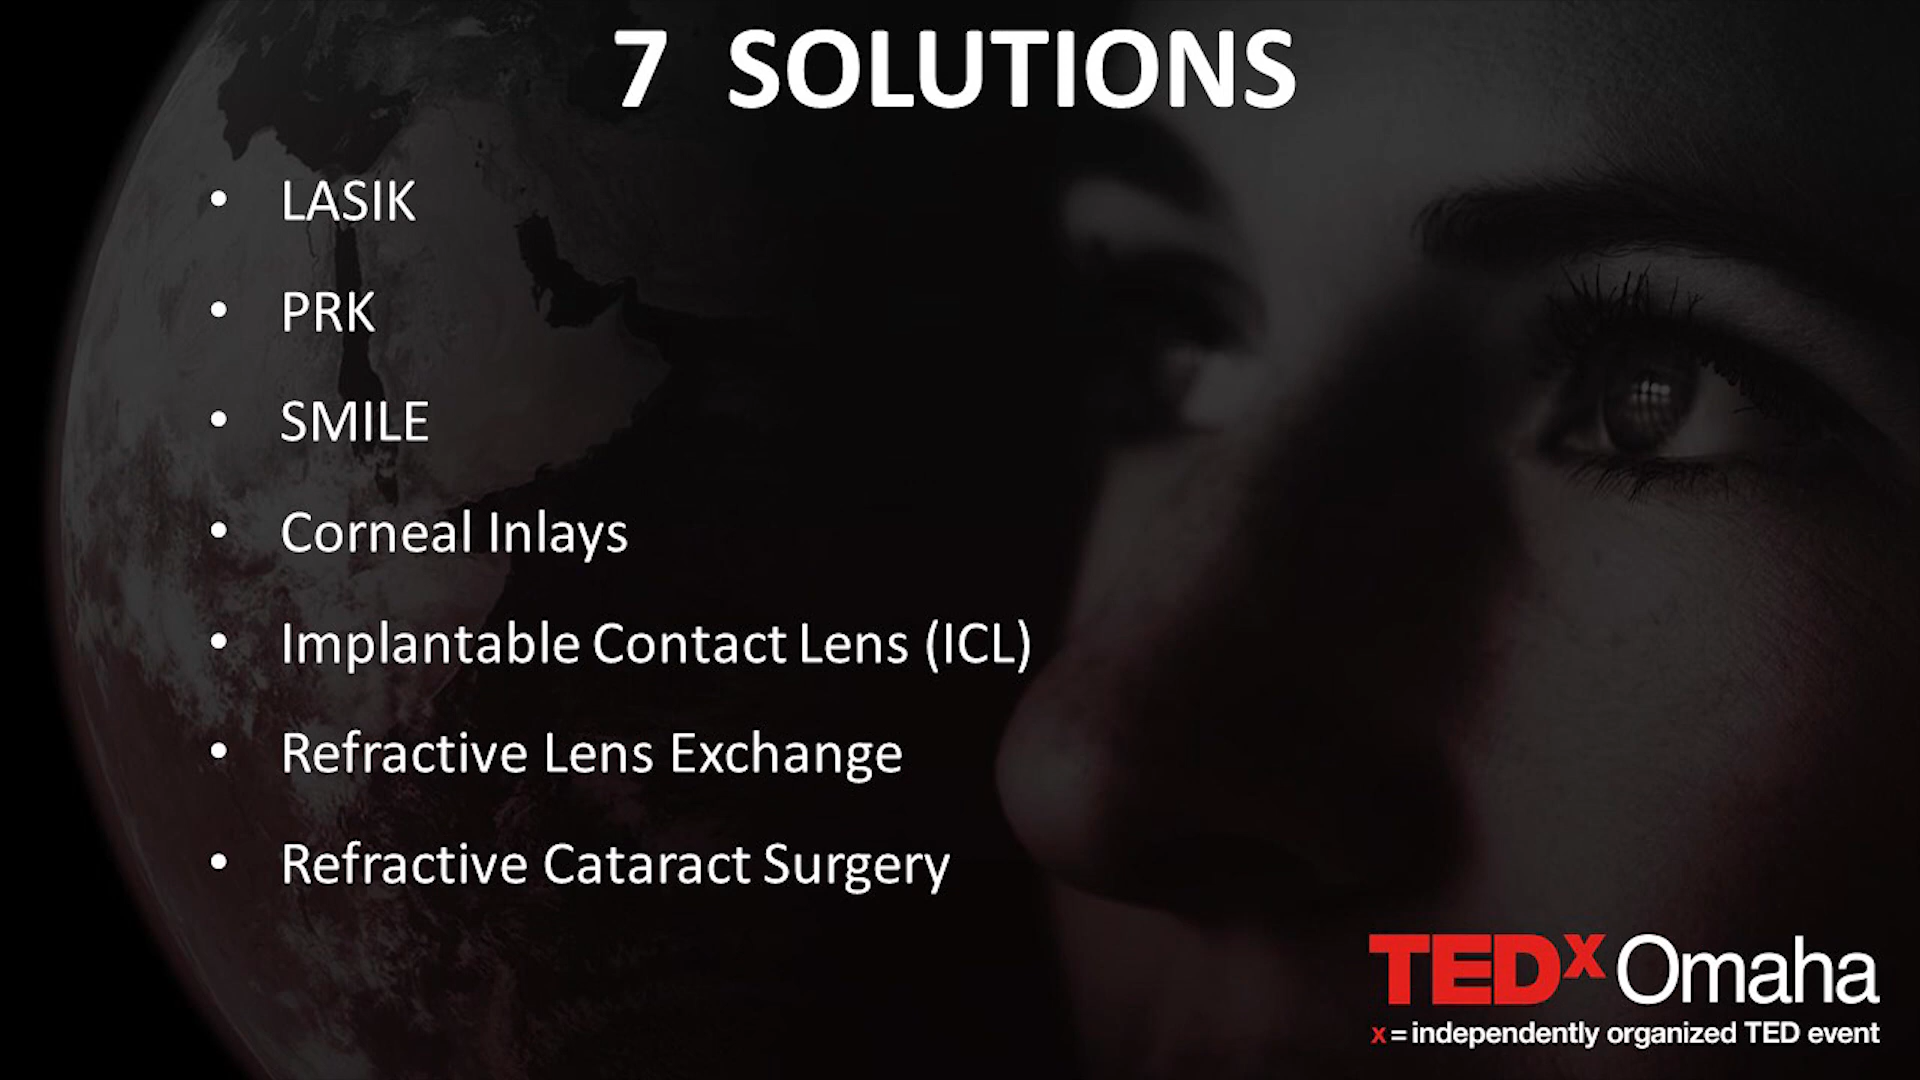 7 SOLUTIONS
• LASIK
• PRK
• SMILE
• Corneal Inlays
• Implantable Contact Lens (ICL)
• Refractive Lens Exchange
• Refractive Cataract Surgery
TEDx Omaha
x = independently organized TED event